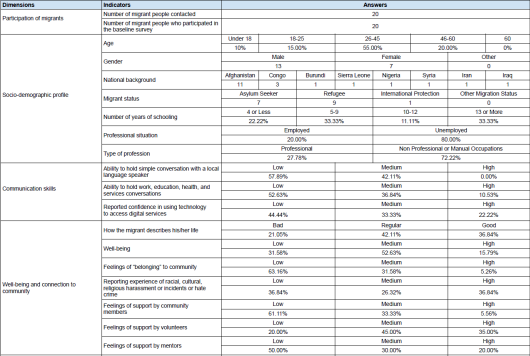 Dimensions Indicators Answers
Participation of migrants
Number of migrant people contacted 20
Number of migrant people who participated in
the baseline survey
20
Socio-demographic profile
Age
Under 18 18-25 26-45 46-60 60
10% 15.00% 55.00% 20.00% 0%
Gender
Male Female Other
13 7 0
National background
Afghanistan Congo Burundi Sierra Leone Nigeria Syria Iran Iraq
11 3 1 1 1 1 1 1
Migrant status
Asylum Seeker Refugee International Protection Other Migration Status
7 9 1 0
Number of years of schooling
4 or Less 5-9 10-12 13 or More
22.22% 33.33% 11.11% 33.33%
Professional situation
Employed Unemployed
20.00% 80.00%
Type of profession
Professional Non Professional or Manual Occupations
27.78% 72.22%
Communication skills
Ability to hold simple conversation with a local
language speaker
Low Medium High
57.89% 42.11% 0.00%
Ability to hold work, education, health, and
services conversations
Low Medium High
52.63% 36.84% 10.53%
Reported confidence in using technology
to access digital services
Low Medium High
44.44% 33.33% 22.22%
Well-being and connection to
community
How the migrant describes his/her life
Bad Regular Good
21.05% 42.11% 36.84%
Well-being
Low Medium High
31.58% 52.63% 15.79%
Feelings of "belonging" to community
Low Medium High
63.16% 31.58% 5.26%
Reporting experience of racial, cultural,
religious harassment or incidents or hate
crime
Low Medium High
36.84% 26.32% 36.84%
Feelings of support by community
members
Low Medium High
61.11% 33.33% 5.56%
Feelings of support by volunteers
Low Medium High
20.00% 45.00% 35.00%
Feelings of support by mentors
Low Medium High
50.00% 30.00% 20.00%